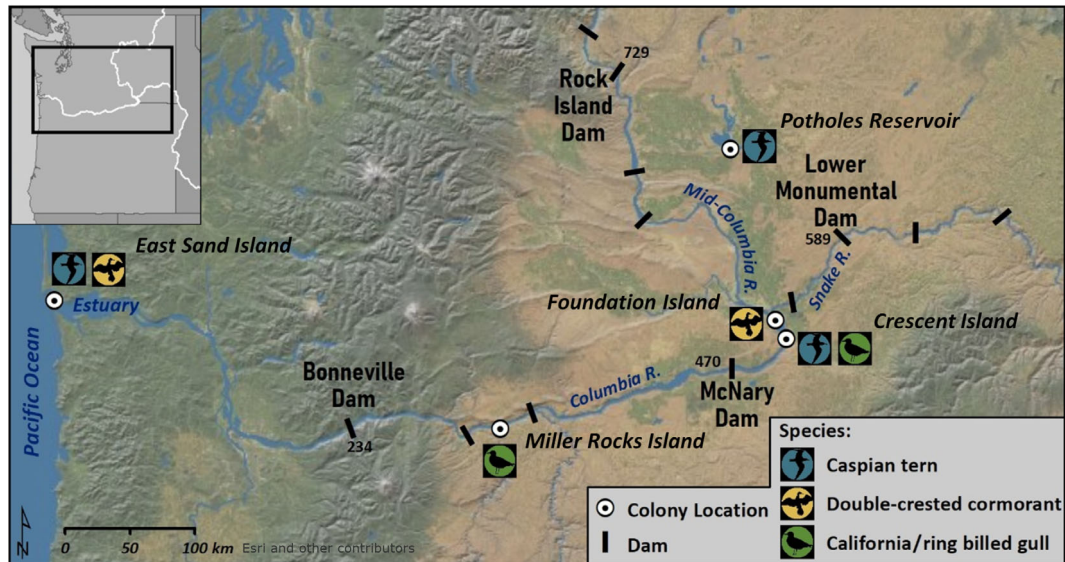 729
Rock
Island
Dam
Potholes Reservoir
Lower
Monumental
Dam
589
Mid-Columbia R.
Snake R.
East Sand Island
Estuary
Pacific Ocean
Foundation Island
Crescent Island
Bonneville
Dam
234
Columbia R.
470
McNary
Dam
Miller Rocks Island
Species:
Caspian tern
Double-crested cormorant
California/ring billed gull
Colony Location
Dam
N
0 50 100 km
Esri and other contributors